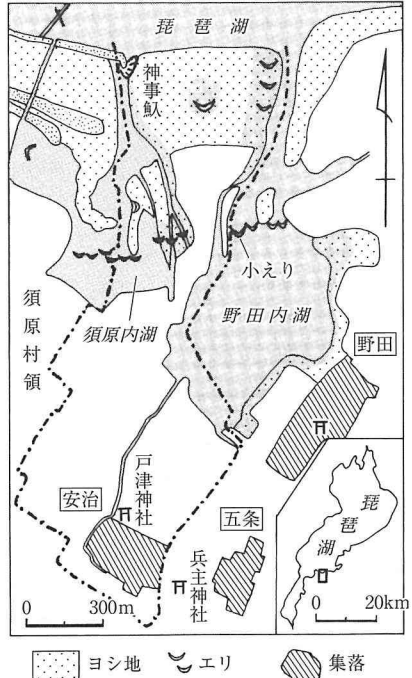 琵琶湖
神事魞
小えり
須原内湖
野田内湖
須原村領
野田
戸津神社
安治
五条
兵主神社
琵琶湖
0 300m
0 20km
ヨシ地 エリ 集落